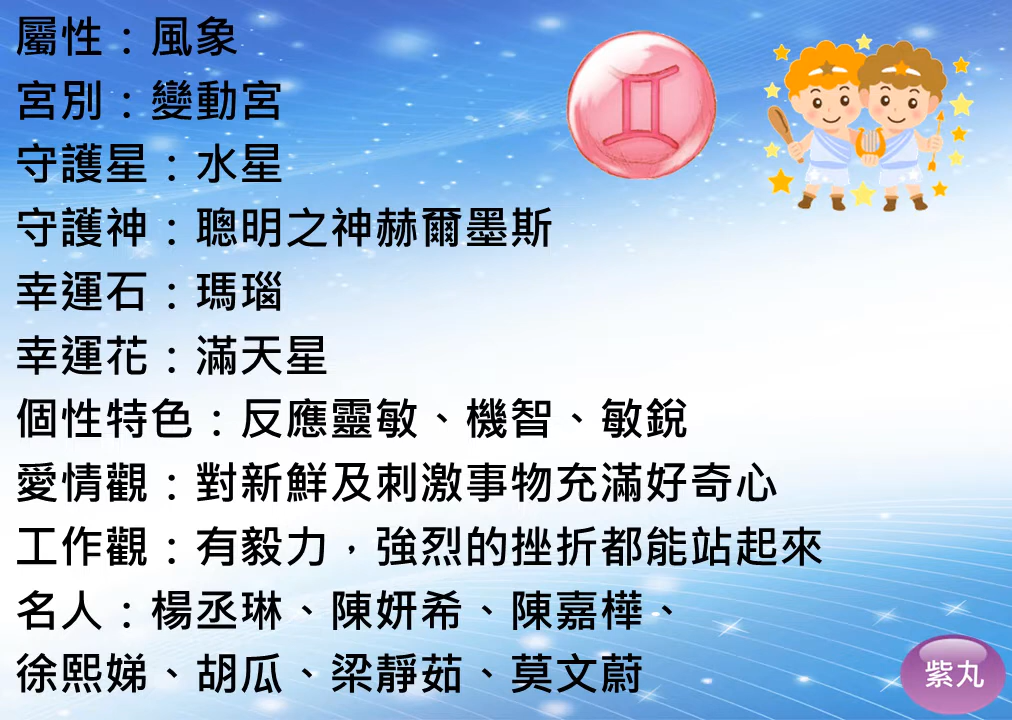 屬性：風象
宮別：變動宮
守護星：水星
守護神：聰明之神赫爾墨斯
幸運石：瑪瑙
幸運花：滿天星
個性特色：反應靈敏、機智、敏銳
愛情觀：對新鮮及刺激事物充滿好奇心
工作觀：有毅力，強烈的挫折都能站起來
名人：楊丞琳、陳妍希、陳嘉樺、
徐熙娣、胡瓜、梁靜茹、莫文蔚
紫丸